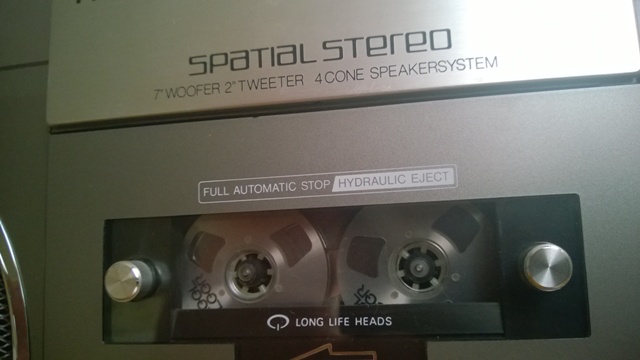 SPATIAL STEREO
7" WOOFER 2" TWEETER 4 CONE SPEAKERSYSTEM
FULL AUTOMATIC STOP HYDRAULIC EJECT
LONG LIFE HEADS